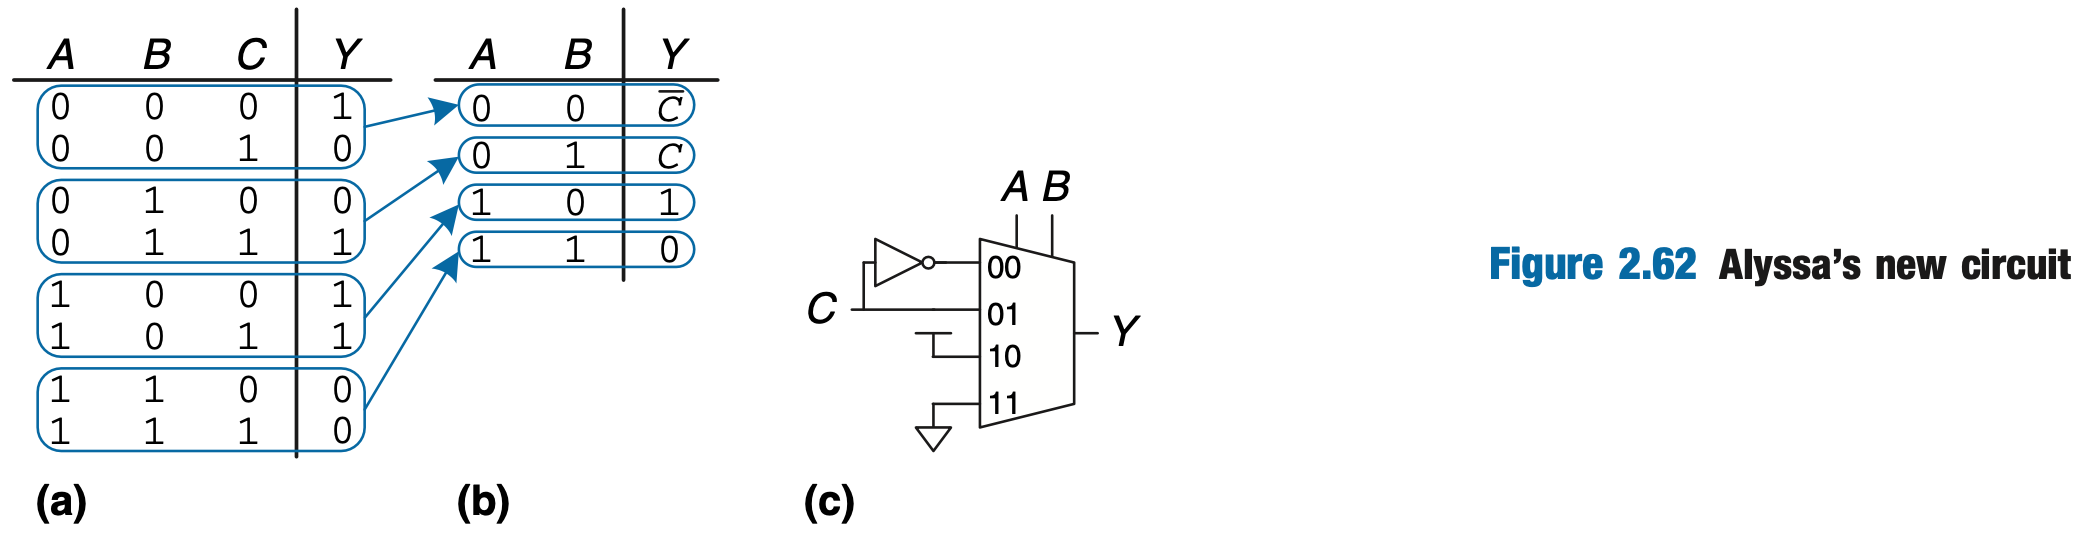 A B C Y
0 0 0 1
0 0 1 0
0 1 0 0
0 1 1 1
1 0 0 1
1 0 1 1
1 1 0 0
1 1 1 0
(a)
A B Y
0 0 C̅
0 1 C
1 0 1
1 1 0
(b)
A B
C
00
01
10
11
Y
(c)
Figure 2.62 Alyssa’s new circuit